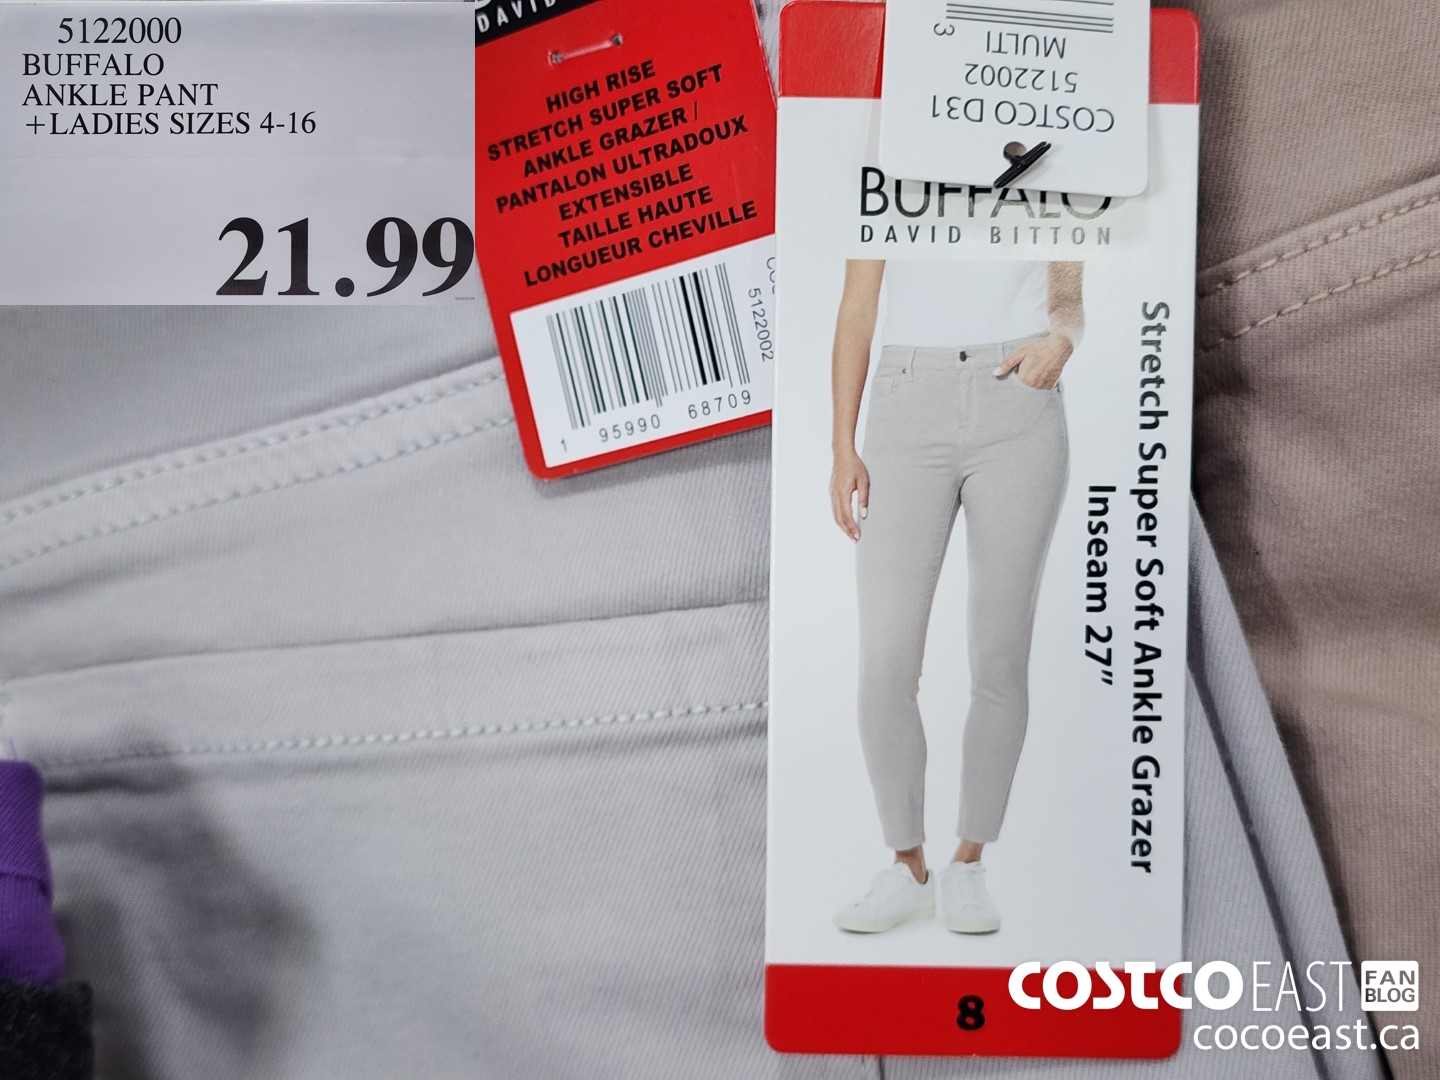 5122000
BUFFALO
ANKLE PANT
+LADIES SIZES 4-16
21.99
DAVID
HIGH RISE
STRETCH SUPER SOFT
ANKLE GRAZER /
PANTALON ULTRADOUX
EXTENSIBLE
TAILLE HAUTE
LONGUEUR CHEVILLE
5122002
1 95990 68709
COSTCO D31
5122002
MULTI
3
BUFFALO
DAVID BITTON
Stretch Super Soft Ankle Grazer
Inseam 27"
8
COSTCO EAST FAN
BLOG
cocoeast.ca